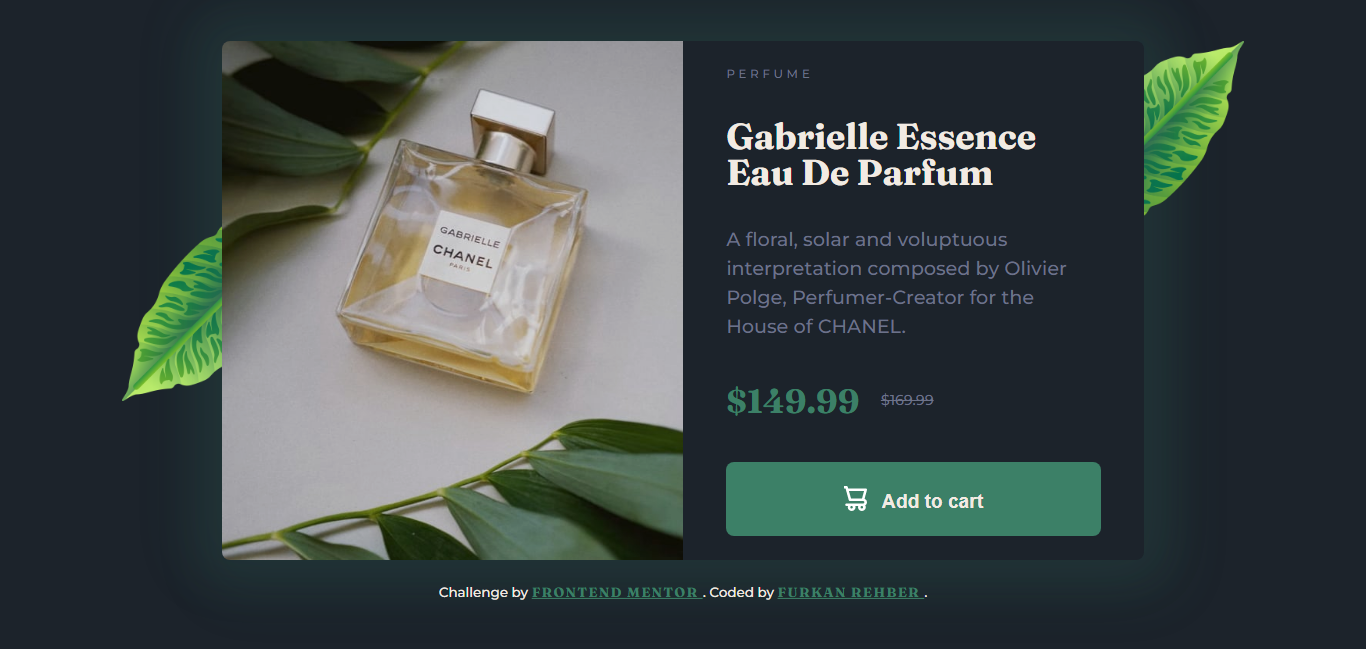 GABRIELLE
CHANEL
PARIS
PERFUME
Gabrielle Essence
Eau De Parfum
A floral, solar and voluptuous
interpretation composed by Olivier
Polge, Perfumer-Creator for the
House of CHANEL.
$149.99 $169.99
Add to cart
Challenge by FRONTEND MENTOR . Coded by FURKAN REHBER .